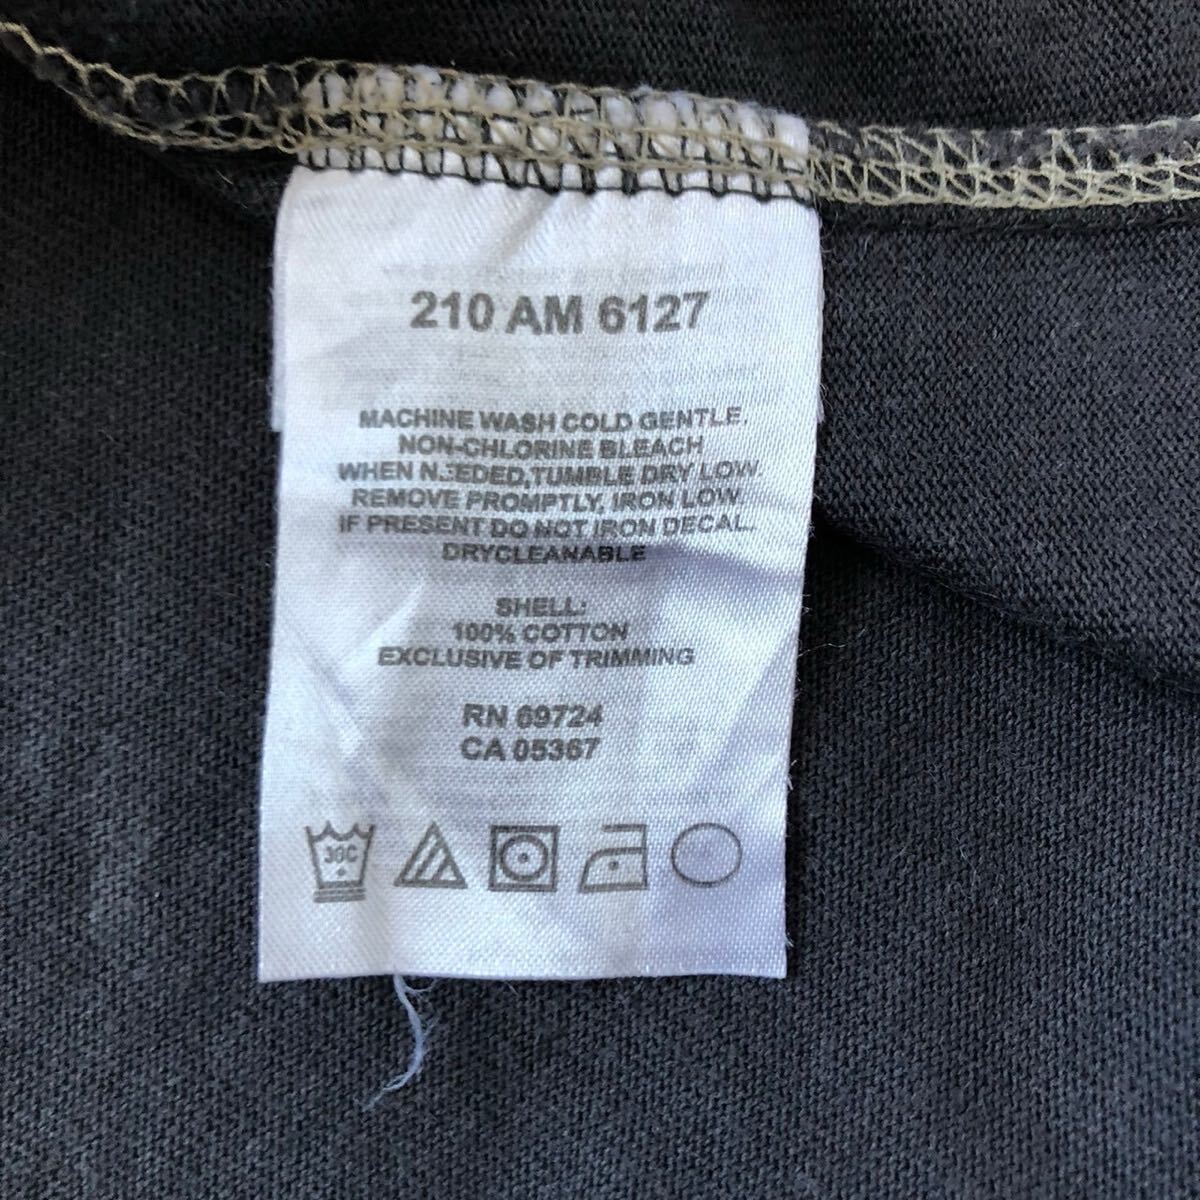 210 AM 6127
MACHINE WASH COLD GENTLE.
NON-CHLORINE BLEACH
WHEN NEEDED,TUMBLE DRY LOW.
REMOVE PROMPTLY, IRON LOW
IF PRESENT DO NOT IRON DECAL.
DRYCLEANABLE
SHELL:
100% COTTON
EXCLUSIVE OF TRIMMING
RN 69724
CA 05367
30C